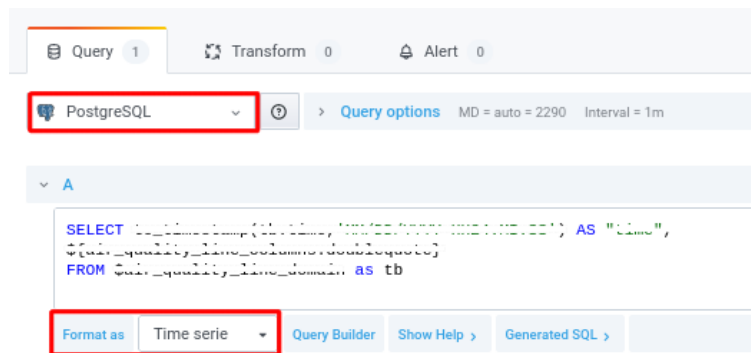 Query 1 Transform 0 Alert 0
PostgreSQL Query options MD = auto = 2290 Interval = 1m
A
SELECT AS "time",
FROM as tb
Format as Time serie Query Builder Show Help > Generated SQL >